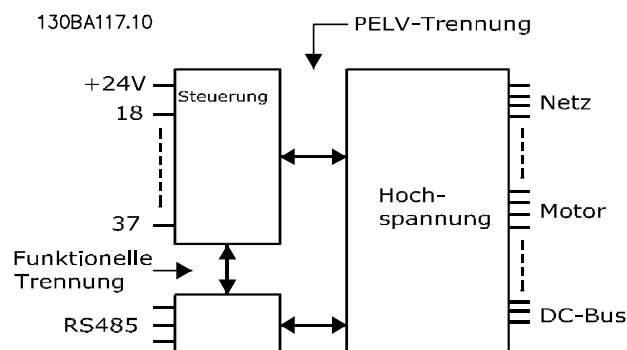 130BA117.10
PELV-Trennung
+24V
Steuerung
18
Netz
Hoch-
spannung
37
Motor
Funktionelle
Trennung
RS485
DC-Bus